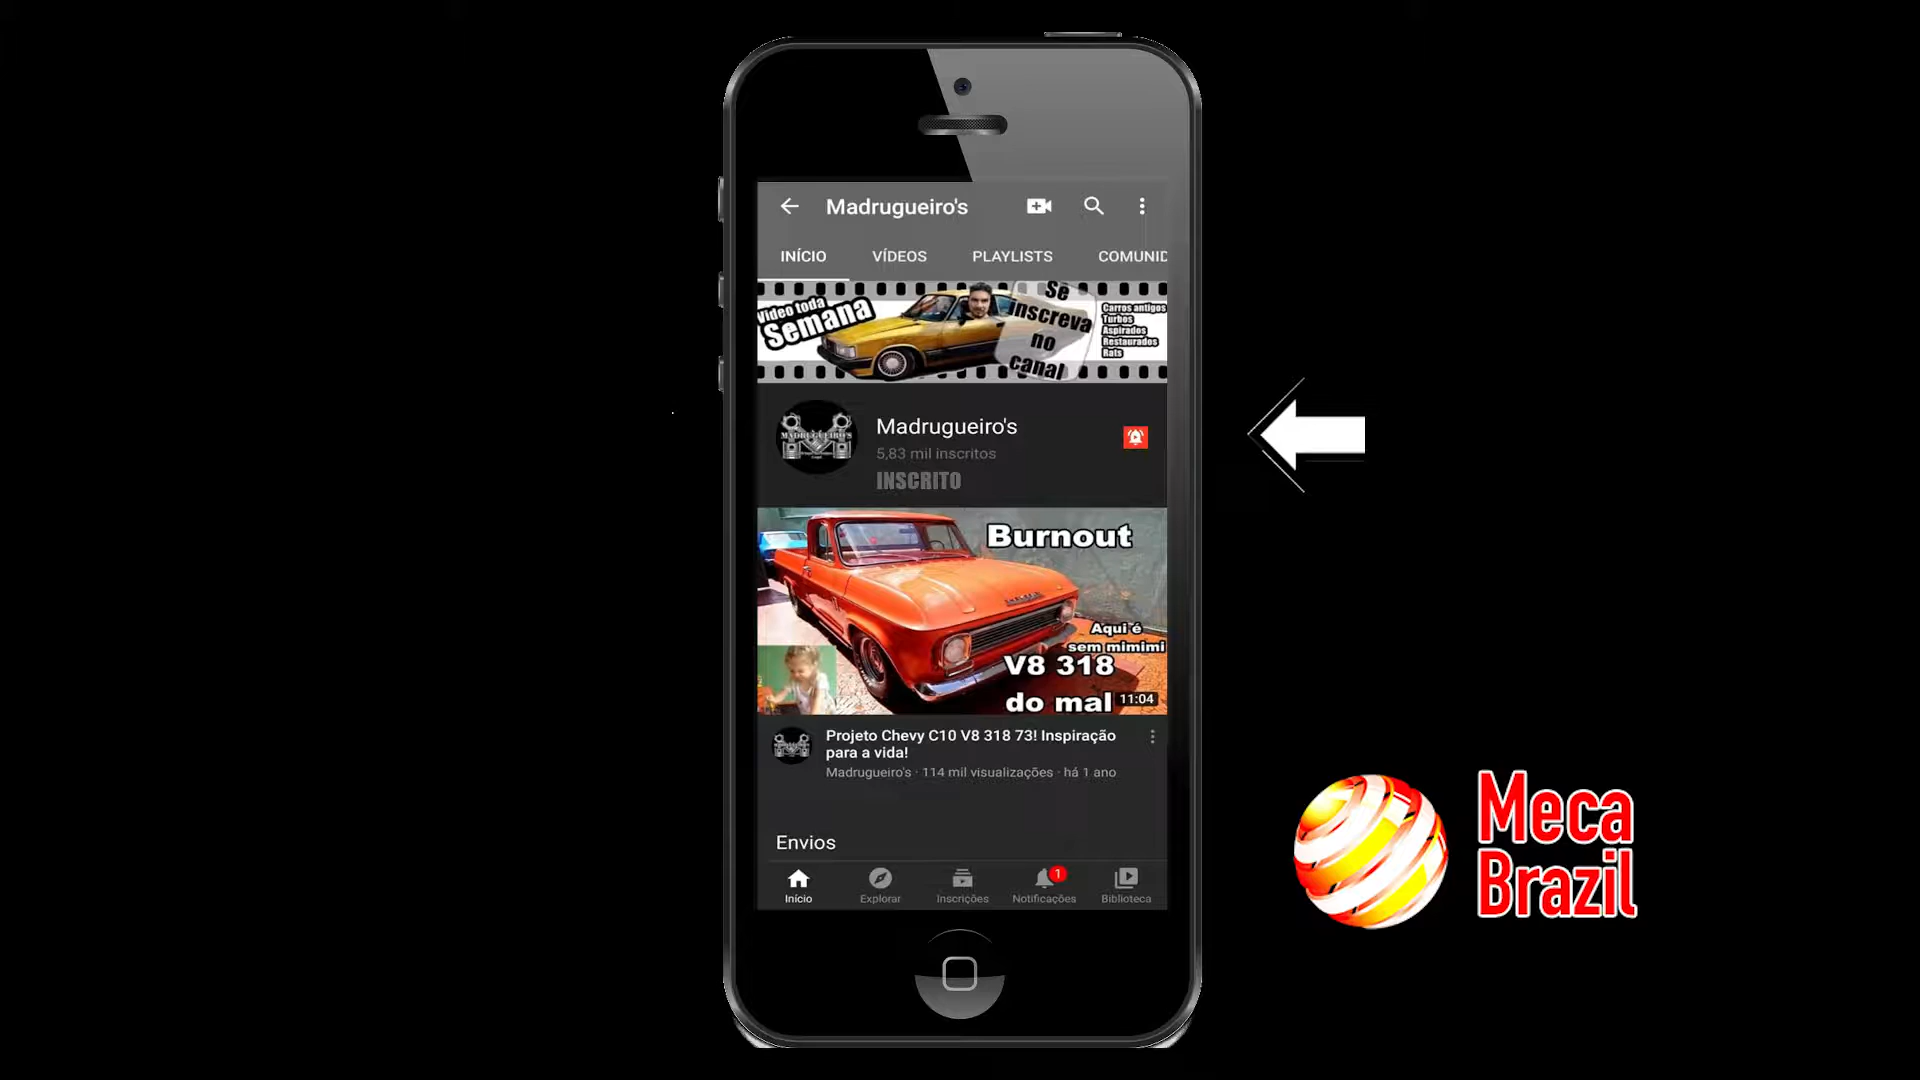 Madrugueiro's
INÍCIO VÍDEOS PLAYLISTS COMUNID
Video toda
Semana
Se
inscreva
no
canal
Carros antigos
Turbos
Aspirados
Restaurados
Rats
Madrugueiro's
5,83 mil inscritos
INSCRITO
MADRUGUEIRO'S
Burnout
Aqui é
sem mimimi
V8 318
do mal
11:04
Projeto Chevy C10 V8 318 73! Inspiração
para a vida!
Madrugueiro's · 114 mil visualizações · há 1 ano
Envios
1
Início Explorar Inscrições Notificações Biblioteca
Meca
Brazil